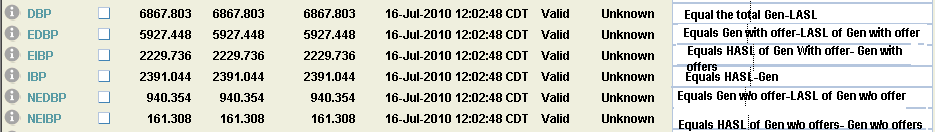 DBP 6867.803 6867.803 6867.803 16-Jul-2010 12:02:48 CDT Valid Unknown Equal the total Gen-LASL
EDBP 5927.448 5927.448 5927.448 16-Jul-2010 12:02:48 CDT Valid Unknown Equals Gen with offer-LASL of Gen with offer
EIBP 2229.736 2229.736 2229.736 16-Jul-2010 12:02:48 CDT Valid Unknown Equals HASL of Gen With offer- Gen with
offers
IBP 2391.044 2391.044 2391.044 16-Jul-2010 12:02:48 CDT Valid Unknown Equals HASL-Gen
NEDBP 940.354 940.354 940.354 16-Jul-2010 12:02:48 CDT Valid Unknown Equals Gen w/o offer-LASL of Gen w/o offer
NEIBP 161.308 161.308 161.308 16-Jul-2010 12:02:48 CDT Valid Unknown Equals HASL of Gen w/o offers- Gen w/o offers